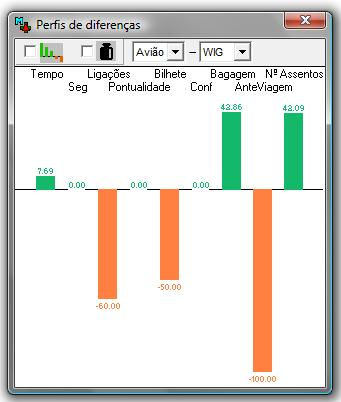 Perfis de diferenças
Avião – WIG
Tempo Ligações Bilhete Bagagem Nº Assentos
Seg Pontualidade Conf AnteViagem
42.86 42.09
7.69
0.00 0.00 0.00
-50.00
-60.00
-100.00